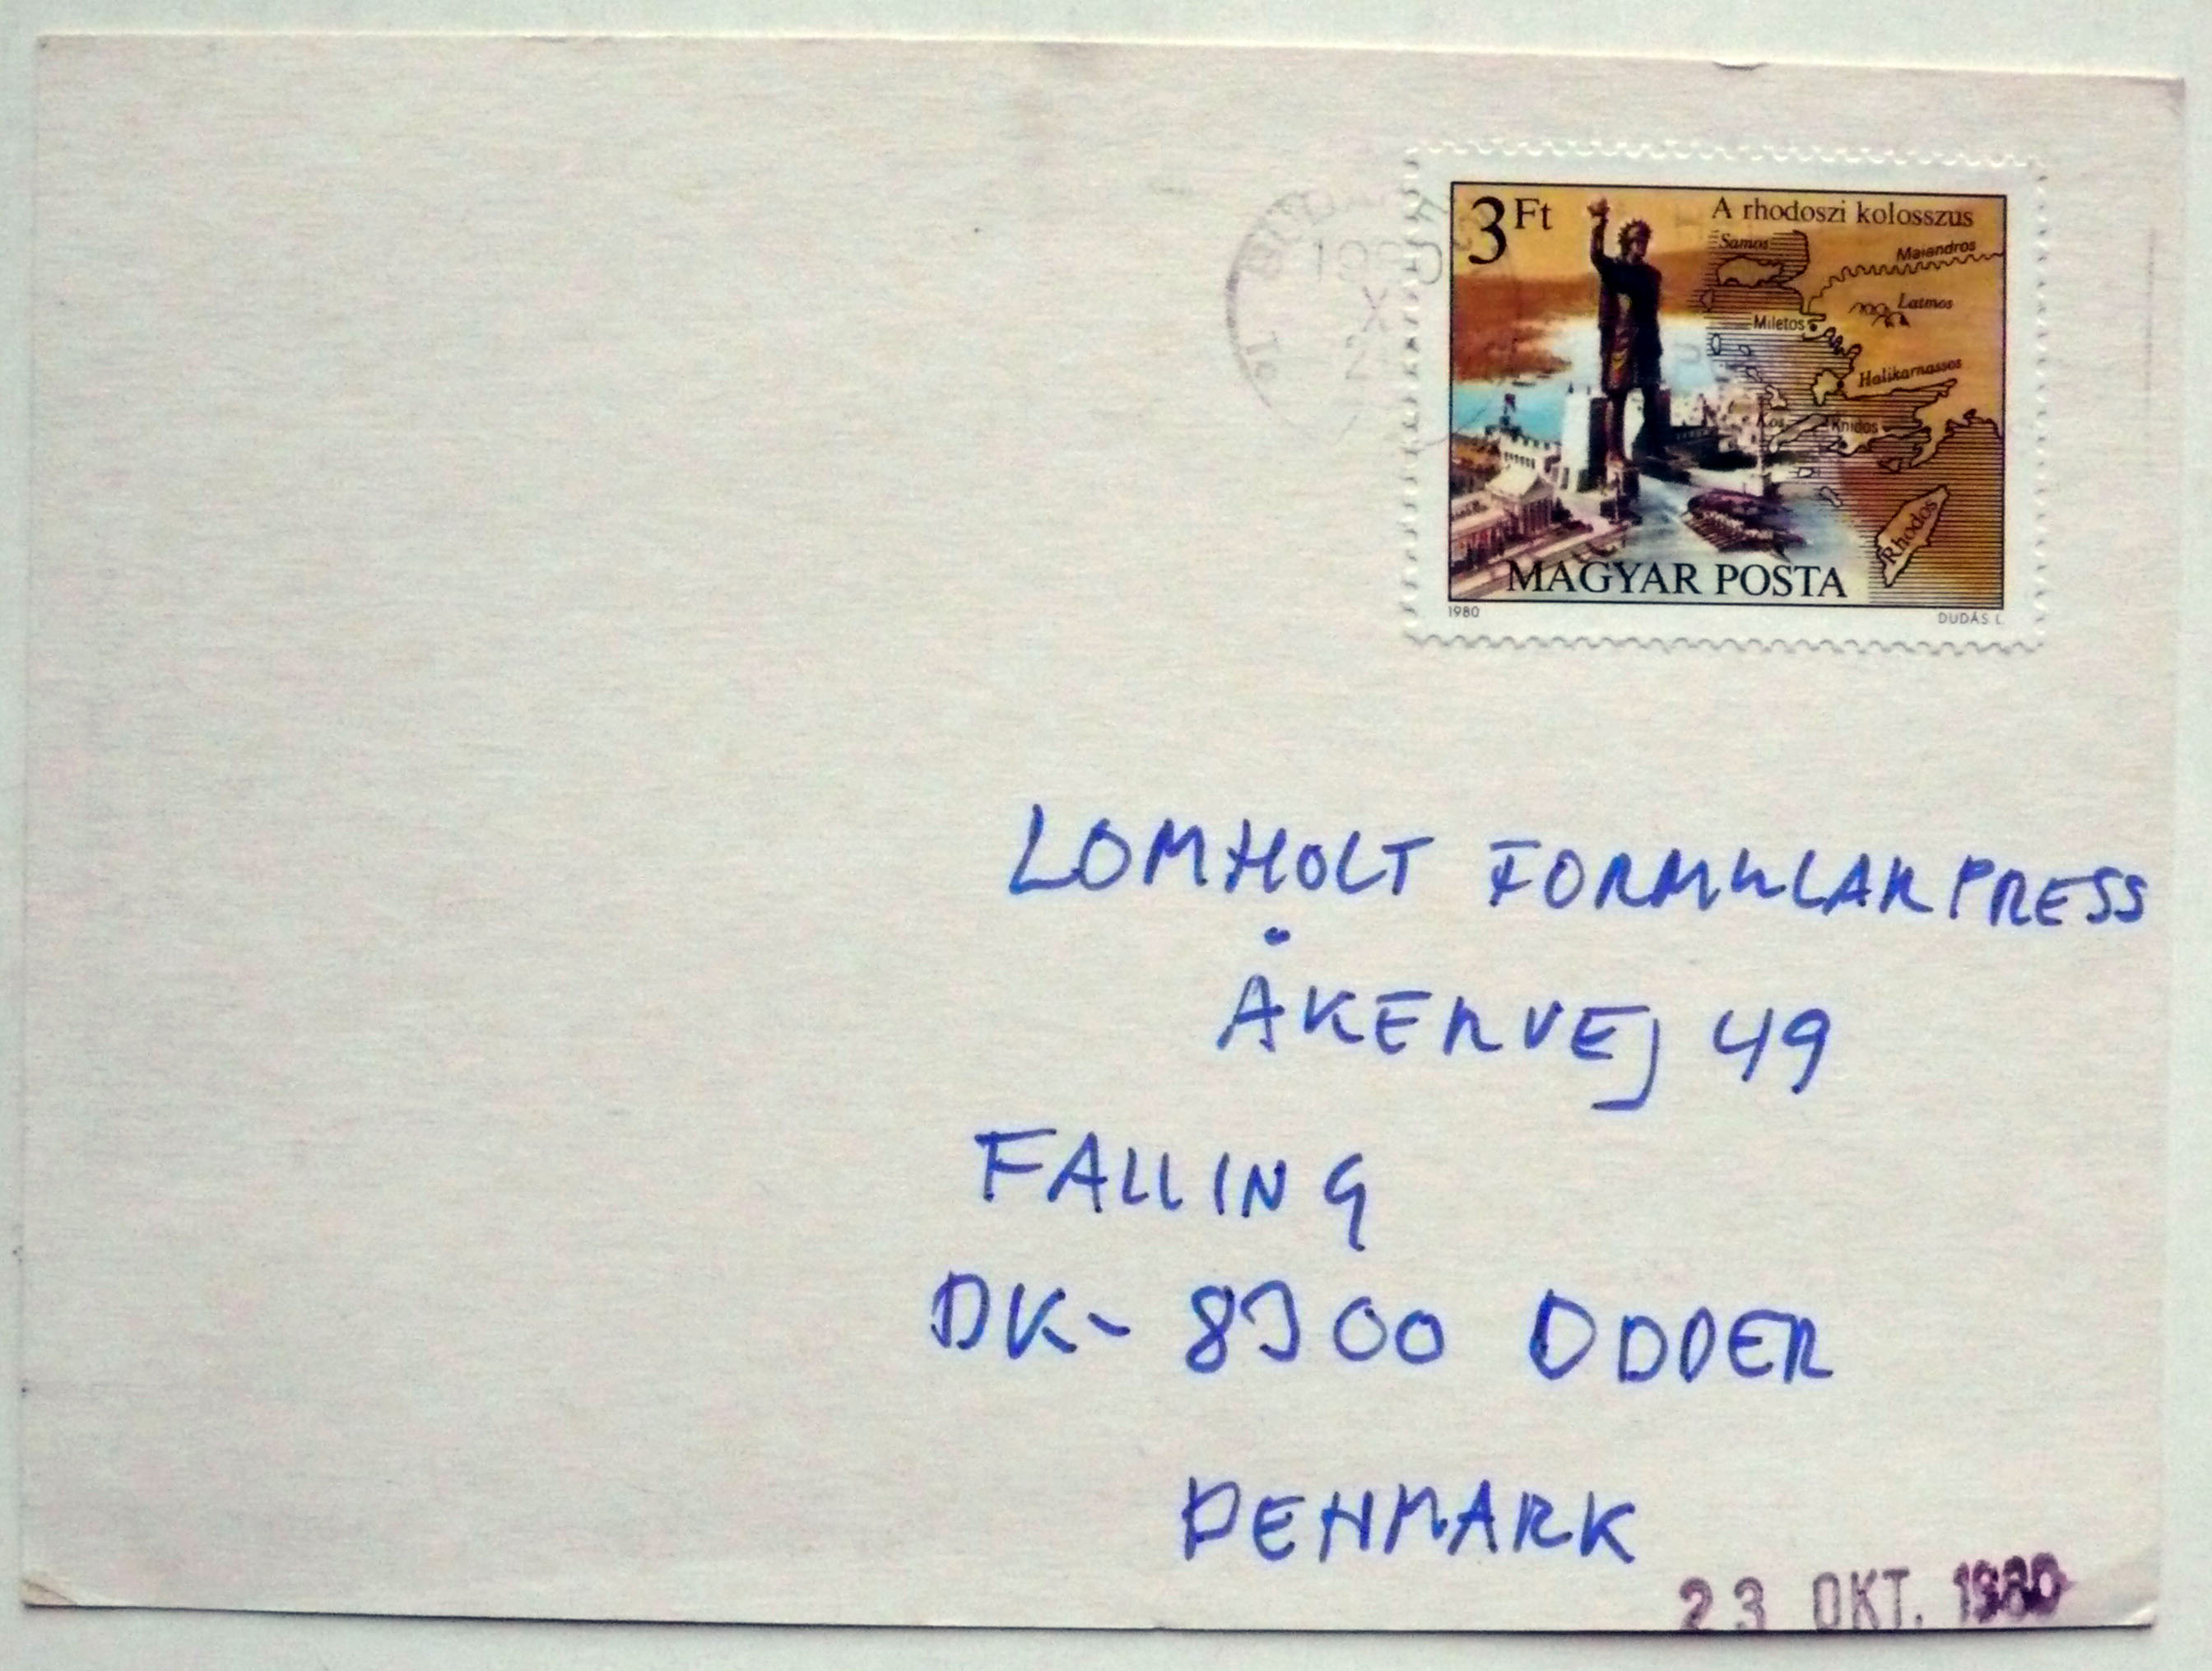 1980
X
3 Ft
A rhodoszi kolosszus
Samos
Maiandros
Latmos
Miletos
Halikarnassos
Kos
Knidos
Rhodos
MAGYAR POSTA
1980
DUDÁS L.
LOMHOLT FORMULARPRESS
ÅKERVEJ 49
FALLING
DK- 8300 ODDER
DENMARK
23 OKT. 1980